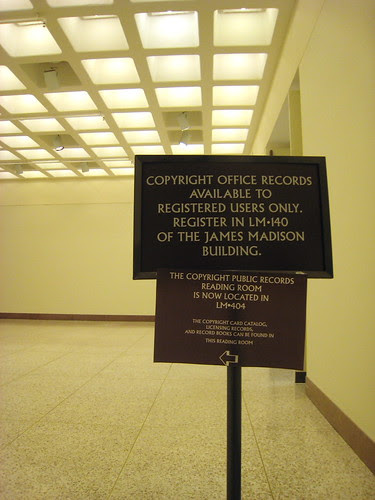 COPYRIGHT OFFICE RECORDS
AVAILABLE TO
REGISTERED USERS ONLY.
REGISTER IN LM•140
OF THE JAMES MADISON
BUILDING.
THE COPYRIGHT PUBLIC RECORDS
READING ROOM
IS NOW LOCATED IN
LM•404
THE COPYRIGHT CARD CATALOG,
LICENSING RECORDS,
AND RECORD BOOKS CAN BE FOUND IN
THIS READING ROOM